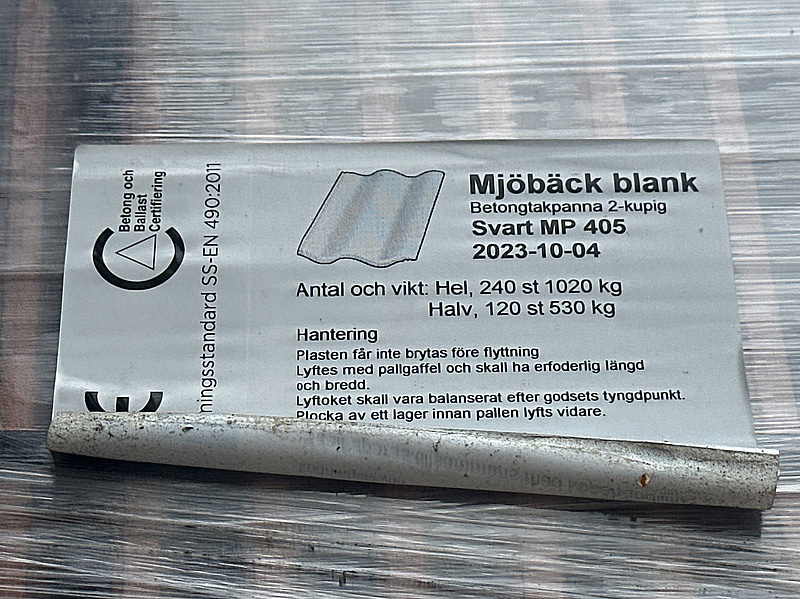 Betong och
Ballast
Certifiering
ningsstandard SS-EN 490:2011
Mjöbäck blank
Betongtakpanna 2-kupig
Svart MP 405
2023-10-04
Antal och vikt: Hel, 240 st 1020 kg
Halv, 120 st 530 kg
Hantering
Plasten får inte brytas före flyttning
Lyftes med pallgaffel och skall ha erfoderlig längd
och bredd.
Lyftoket skall vara balanserat efter godsets tyngdpunkt.
Plocka av ett lager innan pallen lyfts vidare.